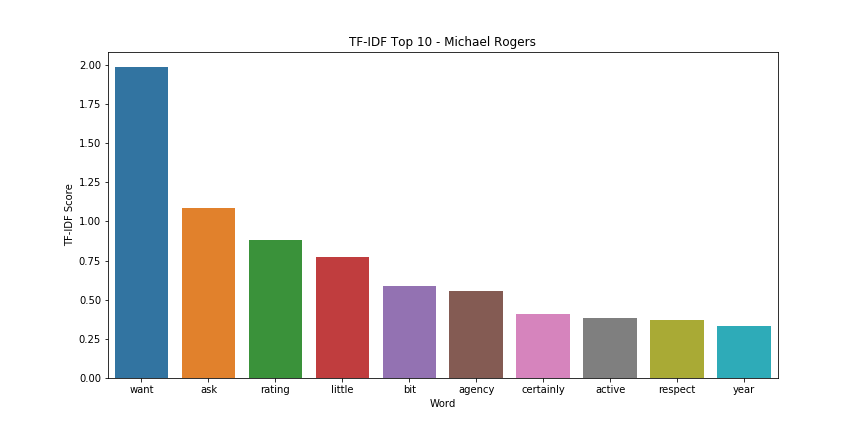 TF-IDF Top 10 - Michael Rogers
TF-IDF Score
2.00
1.75
1.50
1.25
1.00
0.75
0.50
0.25
0.00
want ask rating little bit agency certainly active respect year
Word